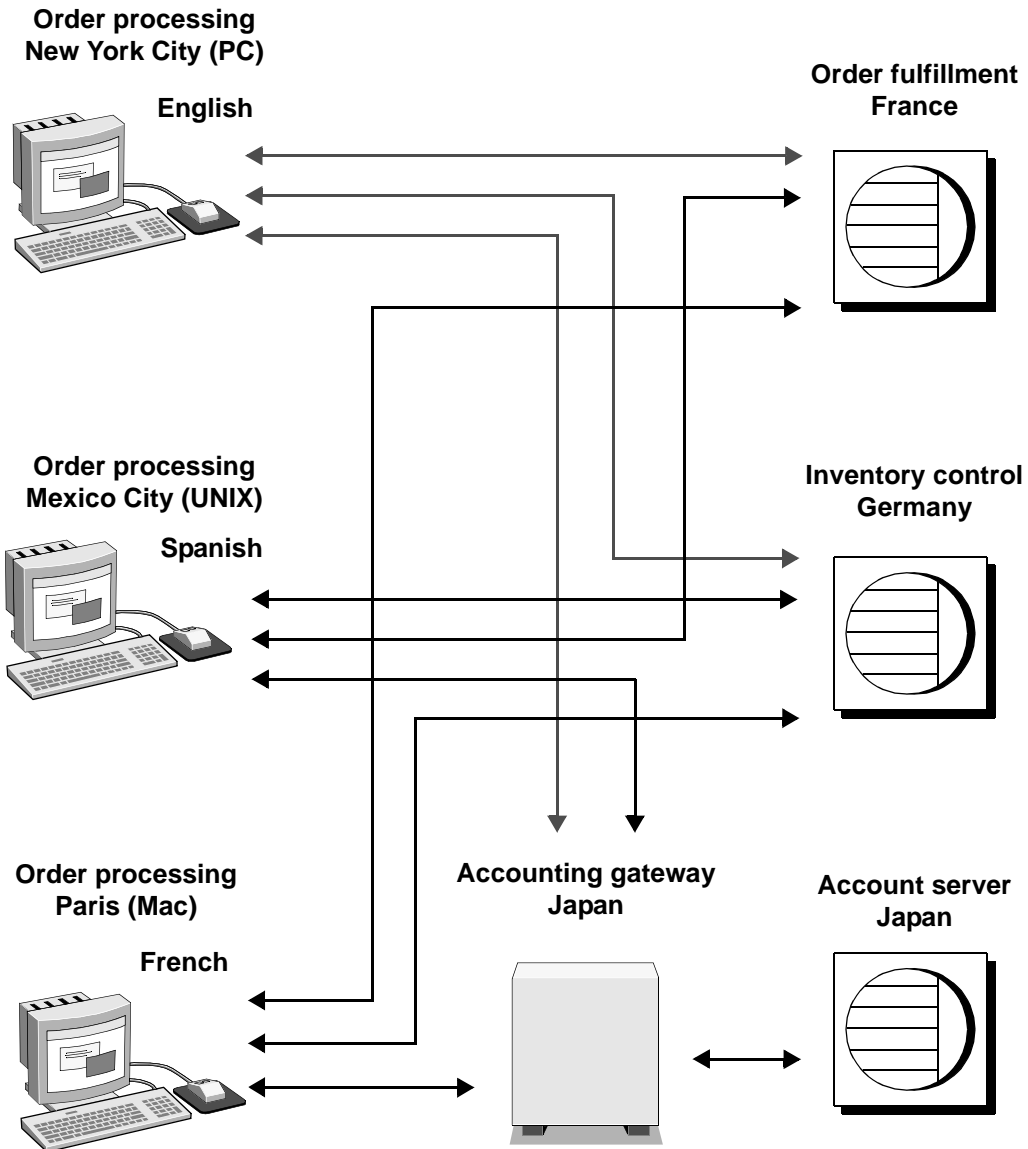 Order processing
New York City (PC)
English
Order fulfillment
France
Order processing
Mexico City (UNIX)
Spanish
Inventory control
Germany
Order processing
Paris (Mac)
French
Accounting gateway
Japan
Account server
Japan